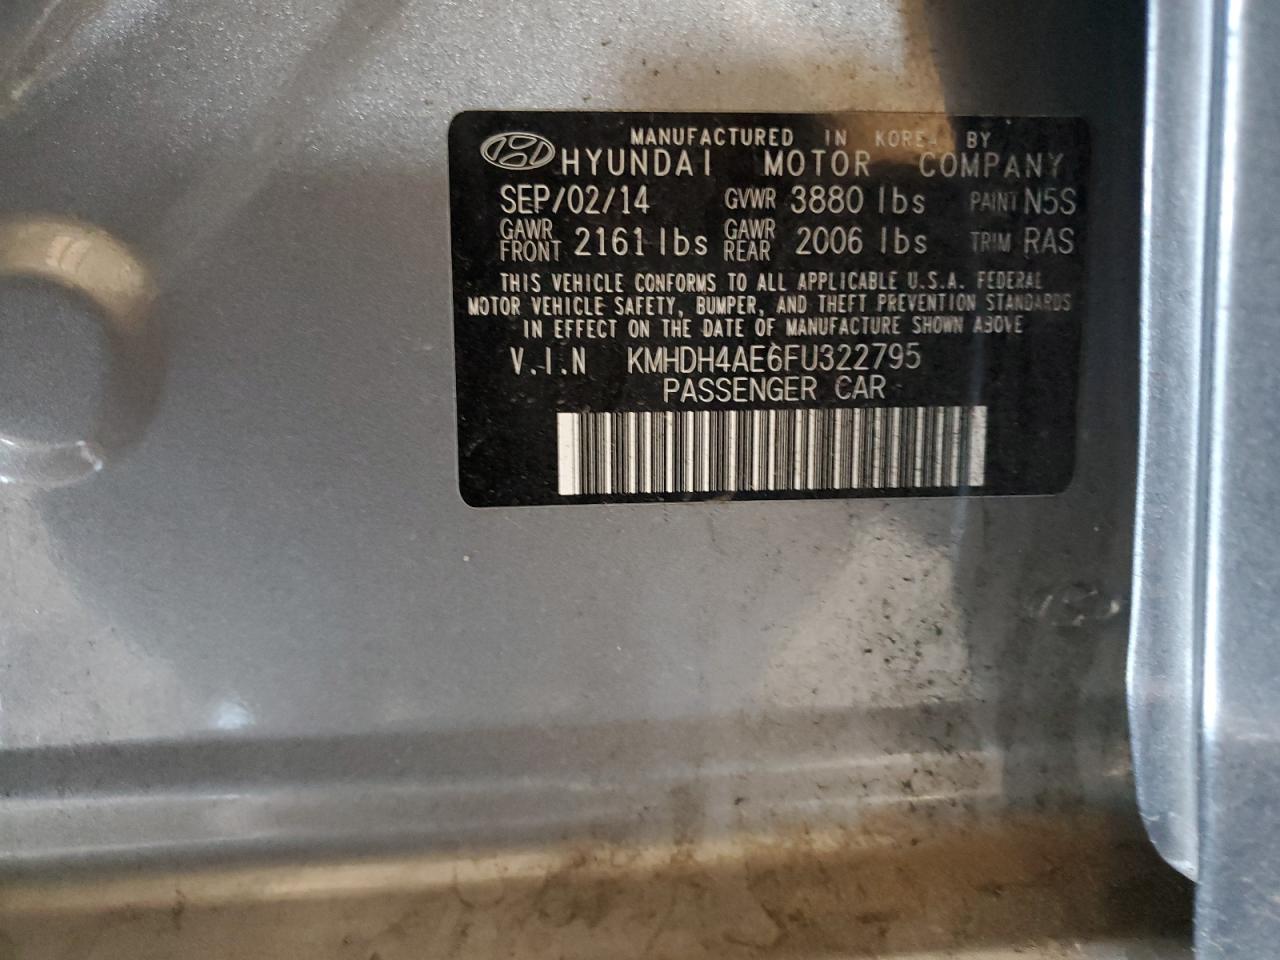 MANUFACTURED IN KOREA BY
HYUNDAI MOTOR COMPANY
SEP/02/14 GVWR 3880 lbs PAINT N5S
GAWR FRONT 2161 lbs GAWR REAR 2006 lbs TRIM RAS
THIS VEHICLE CONFORMS TO ALL APPLICABLE U.S.A. FEDERAL
MOTOR VEHICLE SAFETY, BUMPER, AND THEFT PREVENTION STANDARDS
IN EFFECT ON THE DATE OF MANUFACTURE SHOWN ABOVE
V.I.N KMHDH4AE6FU322795
PASSENGER CAR